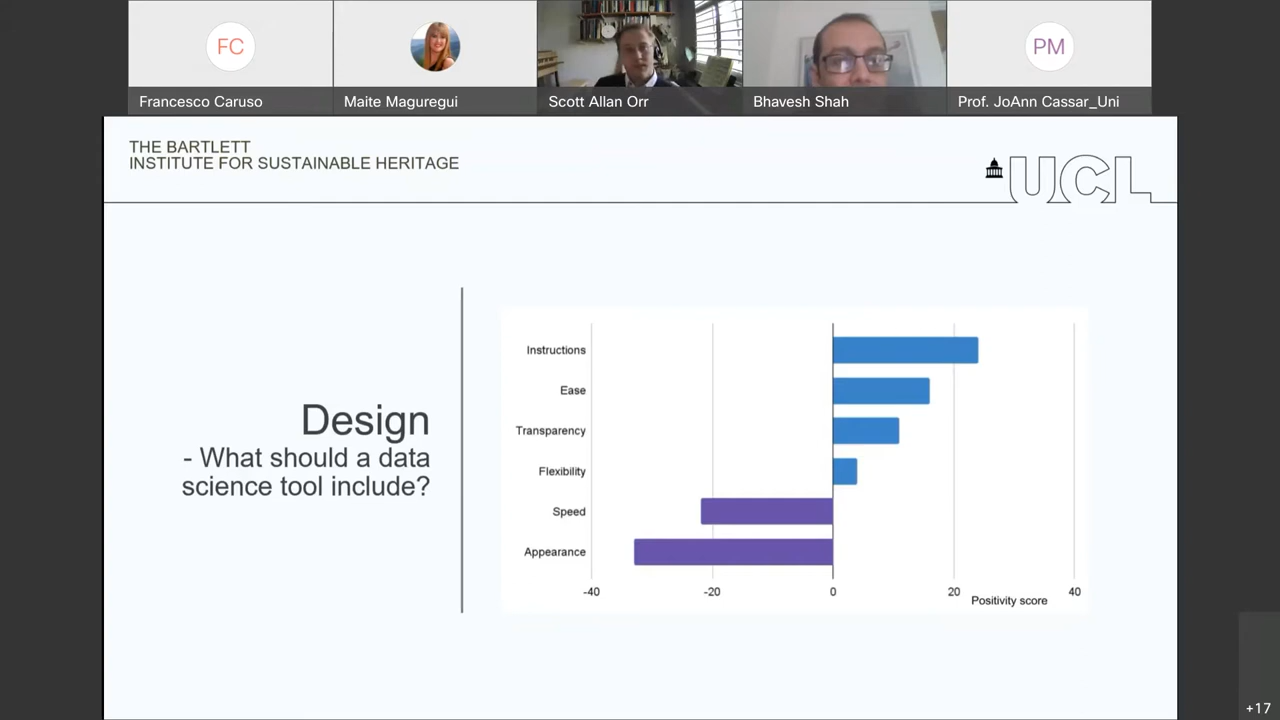 FC
PM
Francesco Caruso
Maite Maguregui
Scott Allan Orr
Bhavesh Shah
Prof. JoAnn Cassar_Uni
THE BARTLETT
INSTITUTE FOR SUSTAINABLE HERITAGE
UCL
Design
- What should a data
science tool include?
Instructions
Ease
Transparency
Flexibility
Speed
Appearance
-40
-20
0
20
40
Positivity score
+17